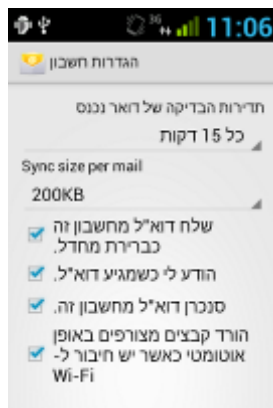 11:06
הגדרות חשבון
תדירות הבדיקה של דואר נכנס
כל 15 דקות
Sync size per mail
200KB
שלח דוא"ל מחשבון זה
כברירת מחדל.
הודע לי כשמגיע דוא"ל.
סנכרן דוא"ל מחשבון זה.
הורד קבצים מצורפים באופן
אוטומטי כאשר יש חיבור ל-
Wi-Fi